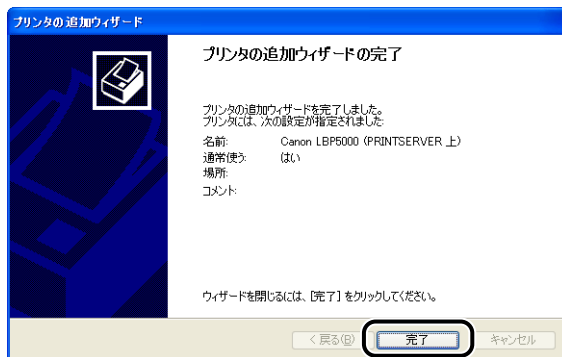 プリンタの追加ウィザード
プリンタの追加ウィザードの完了
プリンタの追加ウィザードを完了しました。
プリンタには、次の設定が指定されました:
名前: Canon LBP5000 (PRINTSERVER 上)
通常使う: はい
場所:
コメント:
ウィザードを閉じるには、[完了] をクリックしてください。
< 戻る(B) 完了 キャンセル